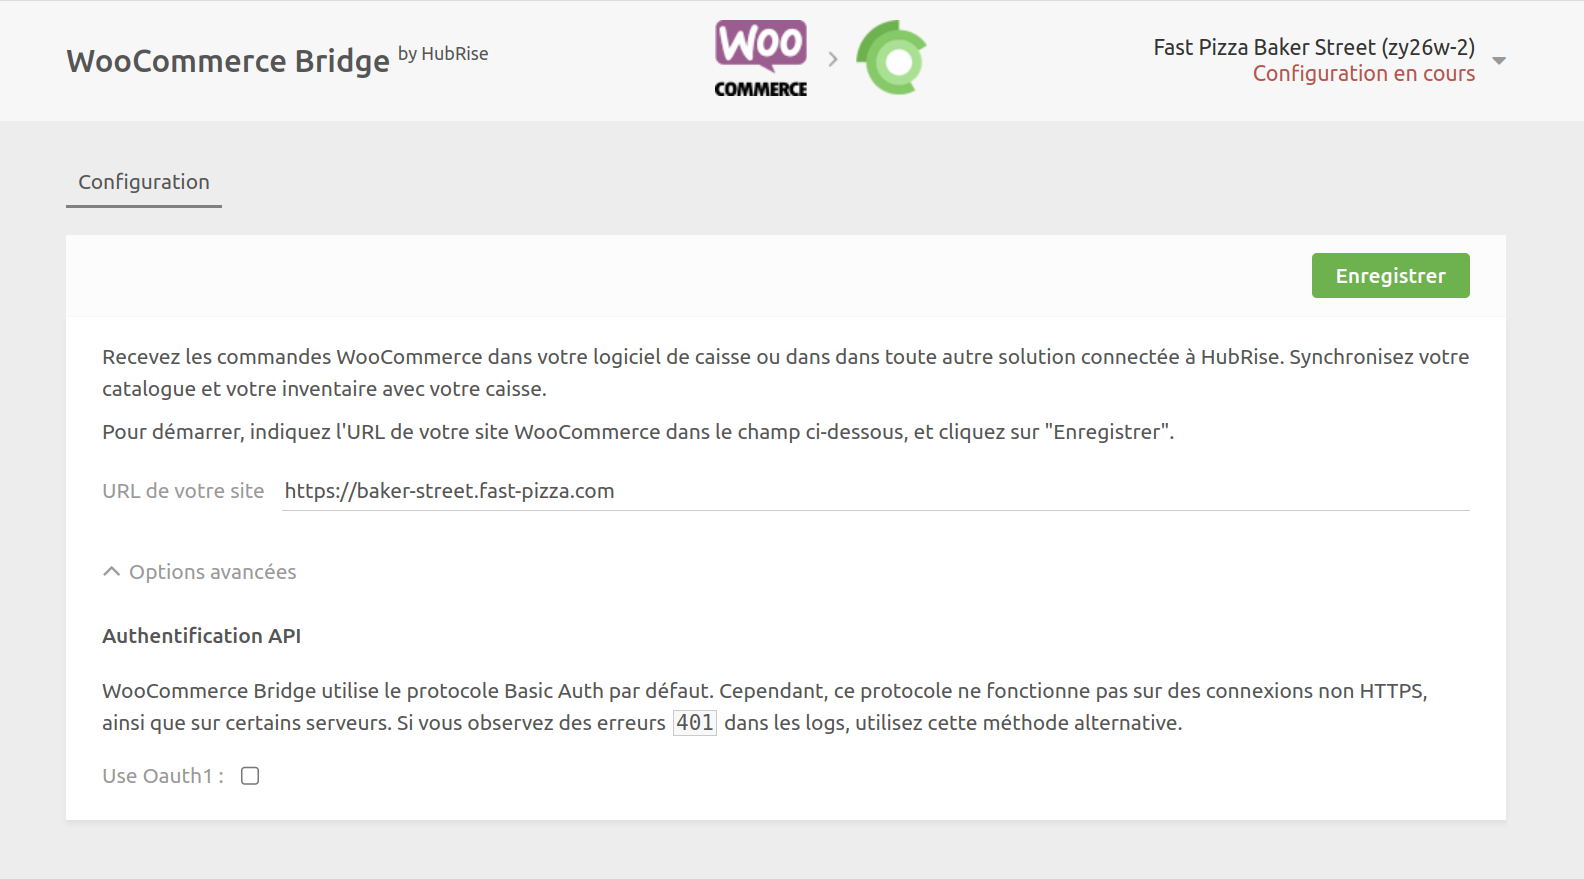 WooCommerce Bridge by HubRise
WOO
COMMERCE
Fast Pizza Baker Street (zy26w-2)
Configuration en cours
Configuration
Enregistrer
Recevez les commandes WooCommerce dans votre logiciel de caisse ou dans dans toute autre solution connectée à HubRise. Synchronisez votre
catalogue et votre inventaire avec votre caisse.
Pour démarrer, indiquez l'URL de votre site WooCommerce dans le champ ci-dessous, et cliquez sur "Enregistrer".
URL de votre site https://baker-street.fast-pizza.com
Options avancées
Authentification API
WooCommerce Bridge utilise le protocole Basic Auth par défaut. Cependant, ce protocole ne fonctionne pas sur des connexions non HTTPS,
ainsi que sur certains serveurs. Si vous observez des erreurs 401 dans les logs, utilisez cette méthode alternative.
Use Oauth1 :